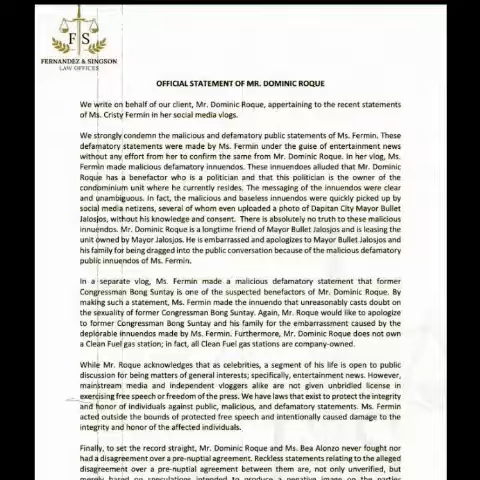 F S
FERNANDEZ & SINGSON
LAW OFFICES
OFFICIAL STATEMENT OF MR. DOMINIC ROQUE
We write on behalf of our client, Mr. Dominic Roque, appertaining to the recent statements
of Ms. Cristy Fermin in her social media vlogs.
We strongly condemn the malicious and defamatory public statements of Ms. Fermin. These
defamatory statements were made by Ms. Fermin under the guise of entertainment news
without any effort from her to confirm the same from Mr. Dominic Roque. In her vlog, Ms.
Fermin made malicious defamatory innuendos. These innuendoes alluded that Mr. Dominic
Roque has a benefactor who is a politician and that this politician is the owner of the
condominium unit where he currently resides. The messaging of the innuendos were clear
and unambiguous. In fact, the malicious and baseless innuendos were quickly picked up by
social media netizens, several of whom even uploaded a photo of Dapitan City Mayor Bullet
Jalosjos, without his knowledge and consent. There is absolutely no truth to these malicious
innuendos. Mr. Dominic Roque is a longtime friend of Mayor Bullet Jalosjos and is leasing the
unit owned by Mayor Jalosjos. He is embarrassed and apologizes to Mayor Bullet Jalosjos and
his family for being dragged into the public conversation because of the malicious defamatory
public innuendos of Ms. Fermin.
In a separate vlog, Ms. Fermin made a malicious defamatory statement that former
Congressman Bong Suntay is one of the suspected benefactors of Mr. Dominic Roque. By
making such a statement, Ms. Fermin made the innuendo that unreasonably casts doubt on
the sexuality of former Congressman Bong Suntay. Again, Mr. Roque would like to apologize
to former Congressman Bong Suntay and his family for the embarrassment caused by the
deplorable innuendos made by Ms. Fermin. Furthermore, Mr. Dominic Roque does not own
a Clean Fuel gas station; in fact, all Clean Fuel gas stations are company-owned.
While Mr. Roque acknowledges that as celebrities, a segment of his life is open to public
discussion for being matters of general interests; specifically, entertainment news. However,
mainstream media and independent vloggers alike are not given unbridled license in
exercising free speech or freedom of the press. We have laws that exist to protect the integrity
and honor of individuals against public, malicious, and defamatory statements. Ms. Fermin
acted outside the bounds of protected free speech and intentionally caused damage to the
integrity and honor of the affected individuals.
Finally, to set the record straight, Mr. Dominic Roque and Ms. Bea Alonzo never fought nor
had a disagreement over a pre-nuptial agreement. Reckless statements relating to the alleged
disagreement over a pre-nuptial agreement between them are, not only unverified, but
merely based on speculations intended to produce a negative image on the parties